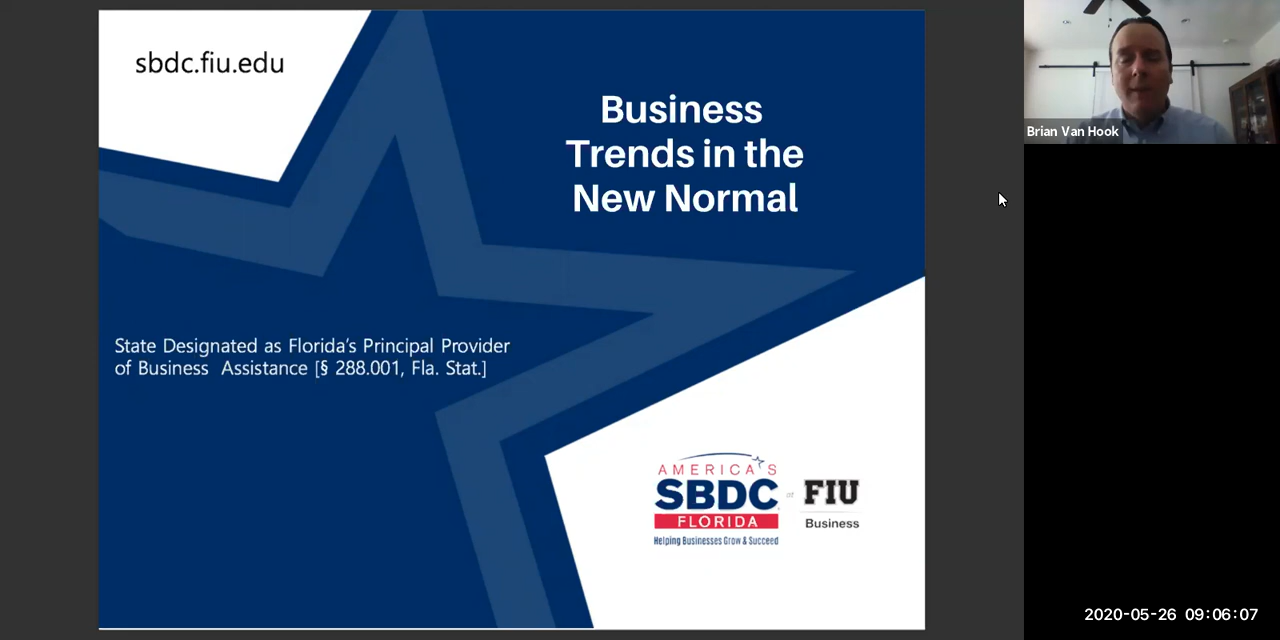 sbdc.fiu.edu
Business
Trends in the
New Normal
State Designated as Florida's Principal Provider
of Business Assistance [§ 288.001, Fla. Stat.]
AMERICA'S
SBDC
FLORIDA
Helping Businesses Grow & Succeed
at
FIU
Business
Brian Van Hook
2020-05-26 09:06:07